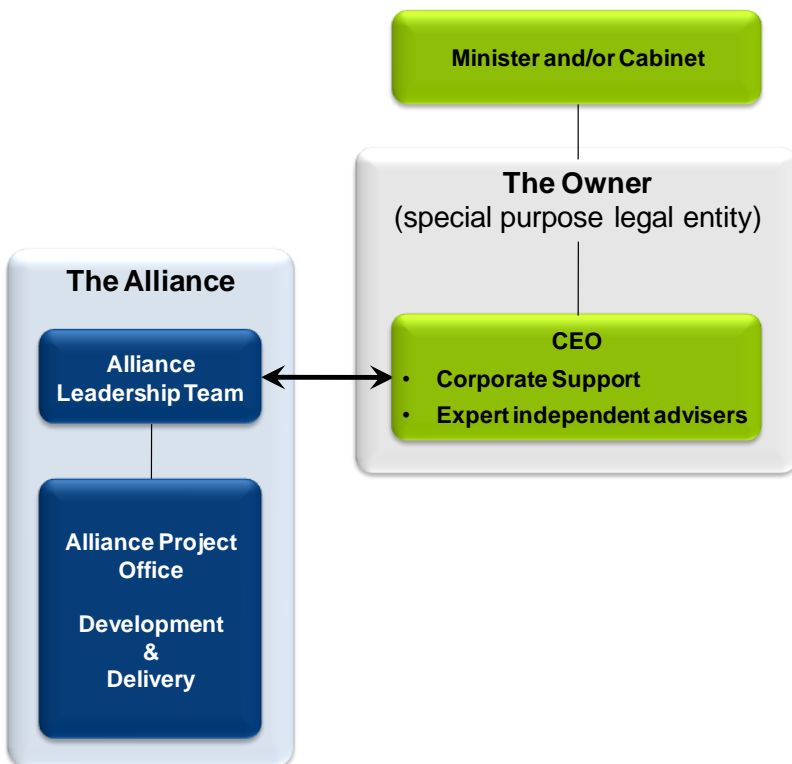 Minister and/or Cabinet
The Owner
(special purpose legal entity)
CEO
• Corporate Support
• Expert independent advisers
The Alliance
Alliance
Leadership Team
Alliance Project
Office
Development
&
Delivery